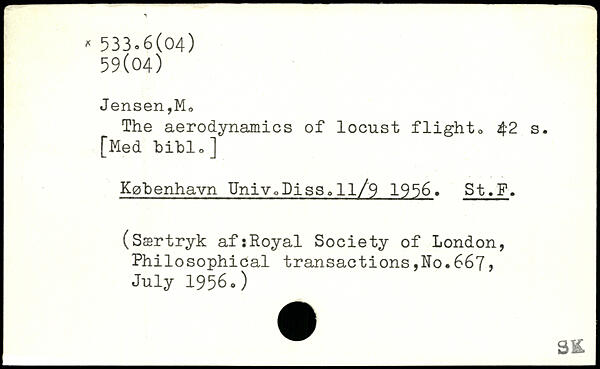 * 533.6(04)
59(04)
Jensen,M.
The aerodynamics of locust flight. 42 s.
[Med bibl.]
København Univ.Diss.11/9 1956. St.F.
(Særtryk af:Royal Society of London,
Philosophical transactions,No.667,
July 1956.)
SK